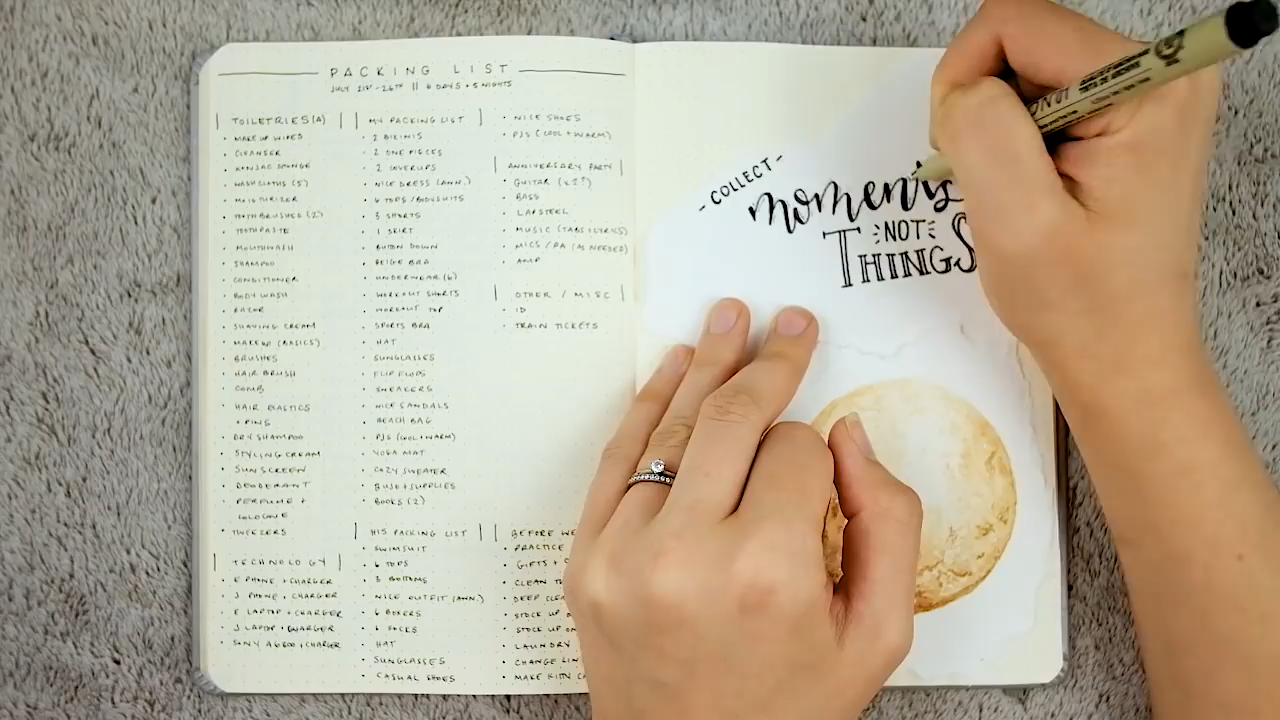 PACKING LIST
JULY 21ST - 26TH || 6 DAYS + 5 NIGHTS
TOILETRIES (A)
MAKEUP WIPES
CLEANSER
KONJAC SPONGE
WASHCLOTHS (5)
MOISTURIZER
TOOTHBRUSHES (2)
TOOTHPASTE
MOUTHWASH
SHAMPOO
CONDITIONER
BODY WASH
RAZOR
SHAVING CREAM
MAKEUP (BASICS)
BRUSHES
HAIR BRUSH
COMB
HAIR ELASTICS
+ PINS
DRY SHAMPOO
STYLING CREAM
SUNSCREEN
DEODERANT
PERFUME +
COLOGNE
TWEEZERS
TECHNOLOGY
E PHONE + CHARGER
J PHONE + CHARGER
E LAPTOP + CHARGER
J LAPTOP + CHARGER
SONY A6000 + CHARGER
MY PACKING LIST
2 BIKINIS
2 ONE PIECES
2 COVERUPS
NICE DRESS (ANN.)
6 TOPS / BODYSUITS
3 SHORTS
1 SKIRT
BUTTON DOWN
BEIGE BRA
UNDERWEAR (6)
WORKOUT SHORTS
WORKOUT TOP
SPORTS BRA
HAT
SUNGLASSES
FLIP FLOPS
SNEAKERS
NICE SANDALS
BEACH BAG
PJS (COOL + WARM)
YOGA MAT
COZY SWEATER
BUJO + SUPPLIES
BOOKS (2)
HIS PACKING LIST
SWIMSUIT
6 TOPS
3 BOTTOMS
NICE OUTFIT (ANN.)
6 BOXERS
6 SOCKS
HAT
SUNGLASSES
CASUAL SHOES
NICE SHOES
PJS (COOL + WARM)
ANNIVERSARY PARTY
GUITAR (x2?)
BASS
LAPSTEEL
MUSIC (TABS + LYRICS)
MICS / PA (AS NEEDED)
AMP
OTHER / MISC
ID
TRAIN TICKETS
BEFORE WE
PRACTICE
GIFTS +
CLEAN
DEEP
STOCK UP
STOCK UP
LAUNDRY
CHANGE
MAKE KITTY
- COLLECT -
moments
NOT
THINGS